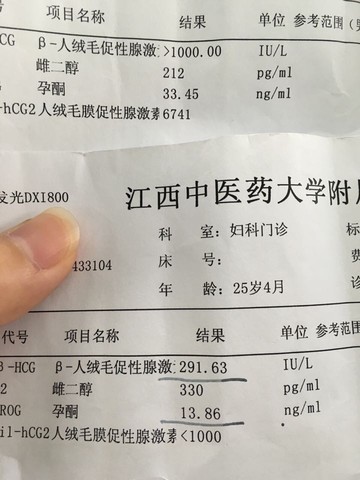 项目名称 结果 单位 参考范围(男
CG β-人绒毛促性腺激 >1000.00 IU/L
雌二醇 212 pg/ml
G 孕酮 33.45 ng/ml
l-hCG2人绒毛膜促性腺激素 6741
发光DXI800 江西中医药大学附
科 室: 妇科门诊 标
433104 床 号: 费
年 龄: 25岁4月 诊
代号 项目名称 结果 单位 参考范围
β-HCG β-人绒毛促性腺激 291.63 IU/L
2 雌二醇 330 pg/ml
ROG 孕酮 13.86 ng/ml
il-hCG2人绒毛膜促性腺激素 <1000